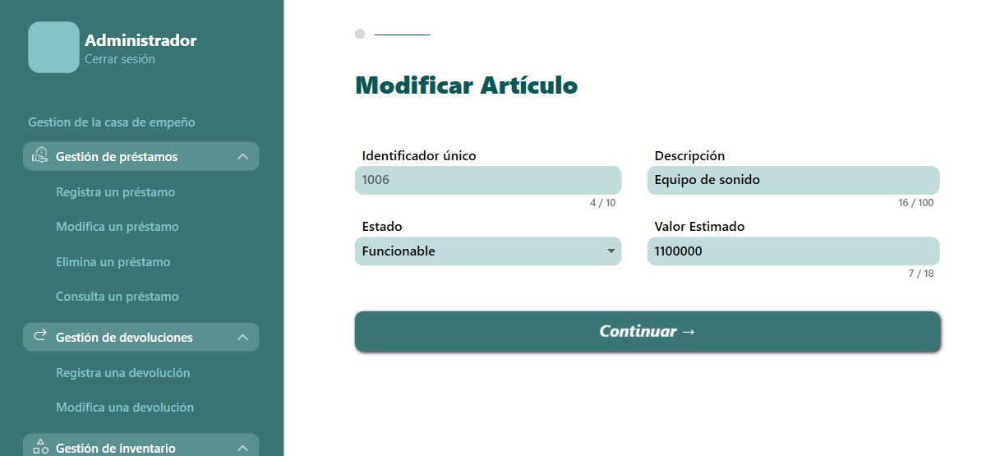 Administrador
Cerrar sesión
Gestion de la casa de empeño
Gestión de préstamos
Registra un préstamo
Modifica un préstamo
Elimina un préstamo
Consulta un préstamo
Gestión de devoluciones
Registra una devolución
Modifica una devolución
Gestión de inventario
Modificar Artículo
Identificador único
1006
4 / 10
Descripción
Equipo de sonido
16 / 100
Estado
Funcionable
Valor Estimado
1100000
7 / 18
Continuar →